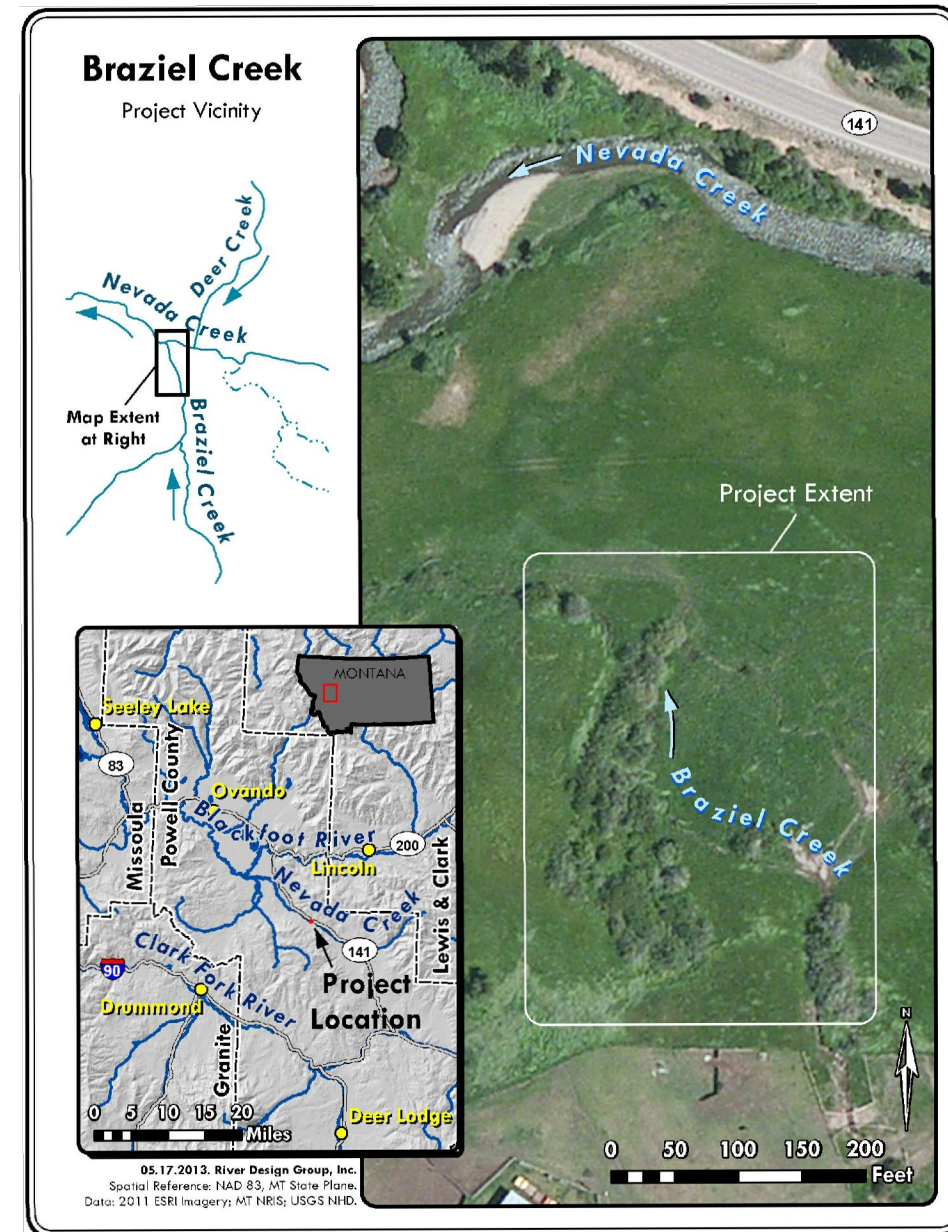 Braziel Creek
Project Vicinity
Deer Creek
Nevada Creek
Map Extent
at Right
Braziel Creek
141
Nevada Creek
Project Extent
Braziel Creek
N
0 50 100 150 200
Feet
MONTANA
Seeley Lake
83
Missoula
Powell County
Ovando
Blackfoot River
200
Lincoln
Nevada Creek
Lewis & Clark
141
Clark Fork River
90
Project
Location
Drummond
Granite
Deer Lodge
0 5 10 15 20
Miles
05.17.2013. River Design Group, Inc.
Spatial Reference: NAD 83, MT State Plane.
Data: 2011 ESRI Imagery; MT NRIS; USGS NHD.